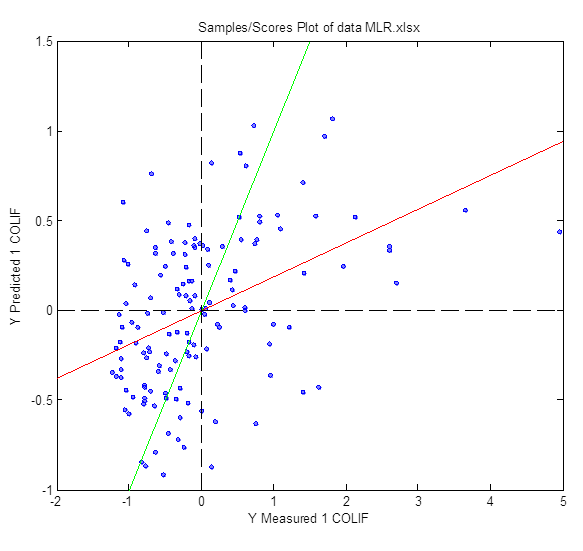 Samples/Scores Plot of data MLR.xlsx
1.5
1
0.5
0
-0.5
-1
Y Predicted 1 COLIF
-2 -1 0 1 2 3 4 5
Y Measured 1 COLIF